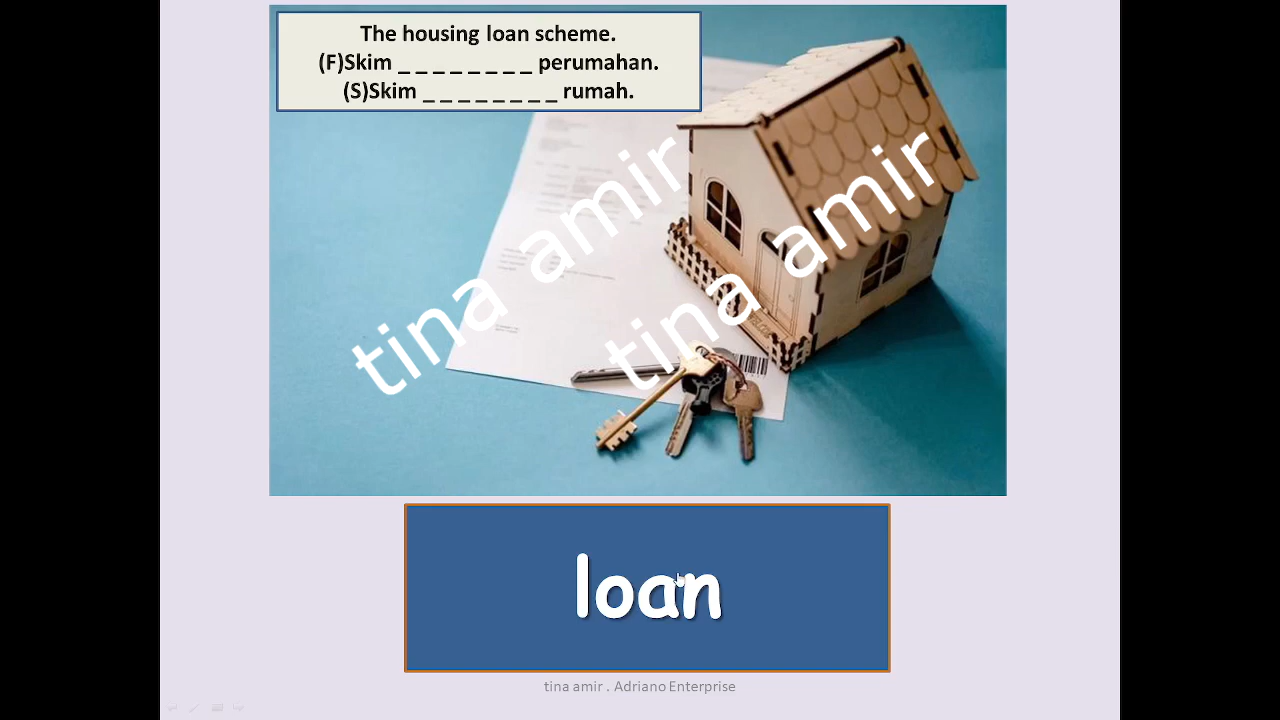 The housing loan scheme.
(F)Skim _ _ _ _ _ _ _ _ perumahan.
(S)Skim _ _ _ _ _ _ _ _ rumah.
tina amir
tina amir
loan
tina amir . Adriano Enterprise